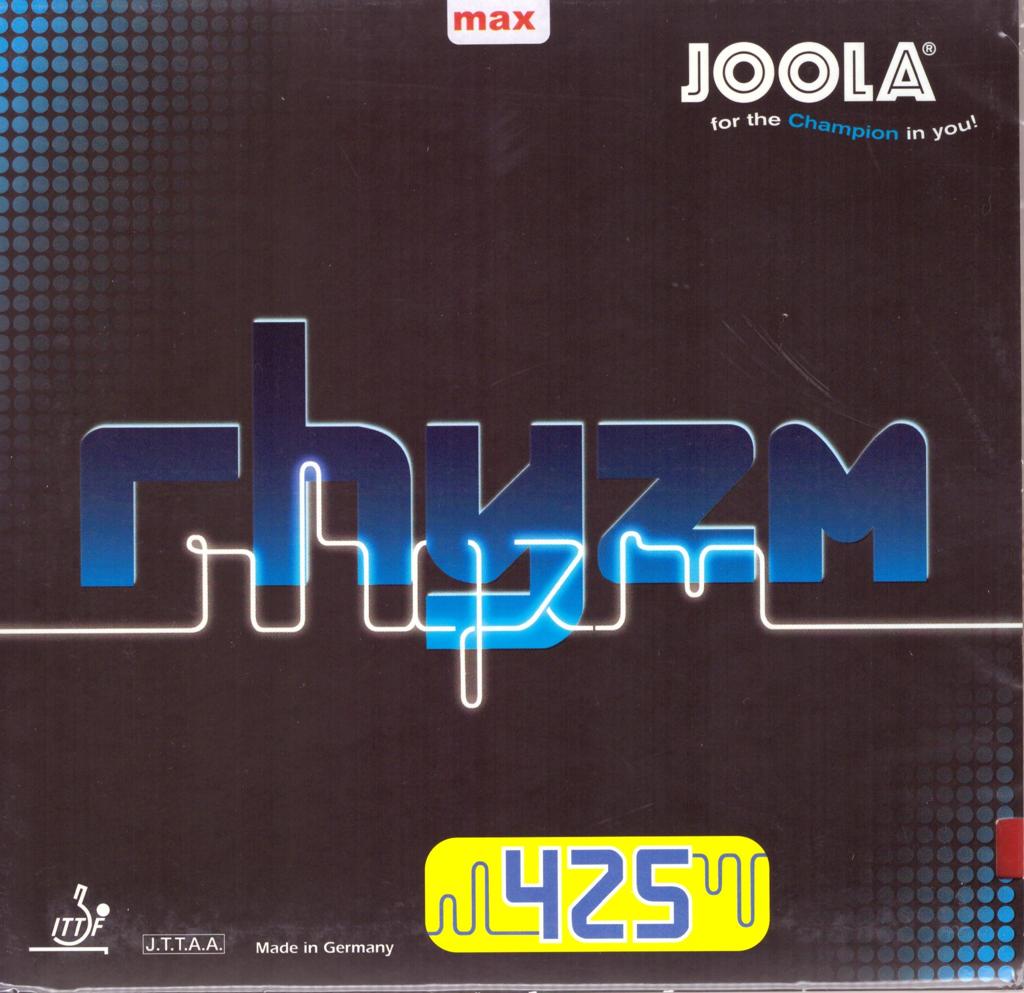 max
JOOLA®
for the Champion in you!
rhyzm
425
ITTF
J.T.T.A.A.
Made in Germany